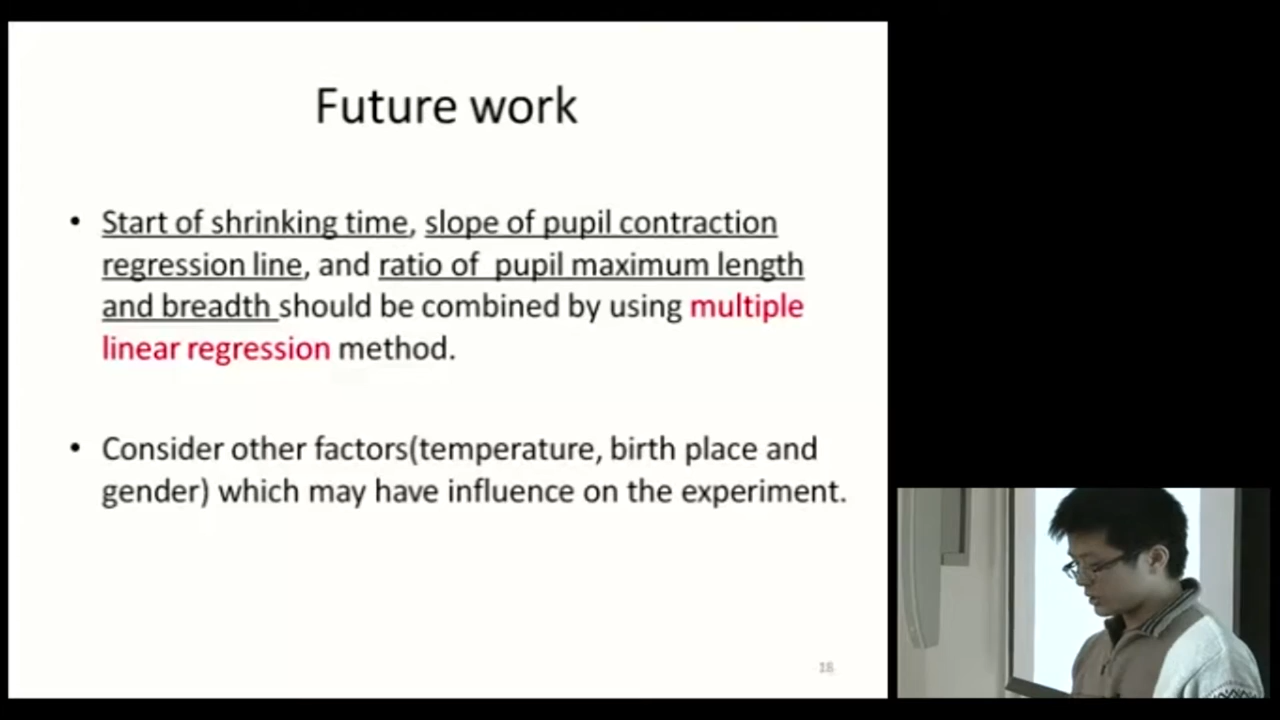 Future work
• Start of shrinking time, slope of pupil contraction
regression line, and ratio of pupil maximum length
and breadth should be combined by using multiple
linear regression method.
• Consider other factors(temperature, birth place and
gender) which may have influence on the experiment.
18